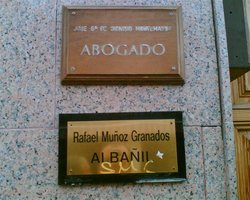 ABOGADO
Rafael Muñoz Granados
ALBAÑIL
S.M.C.